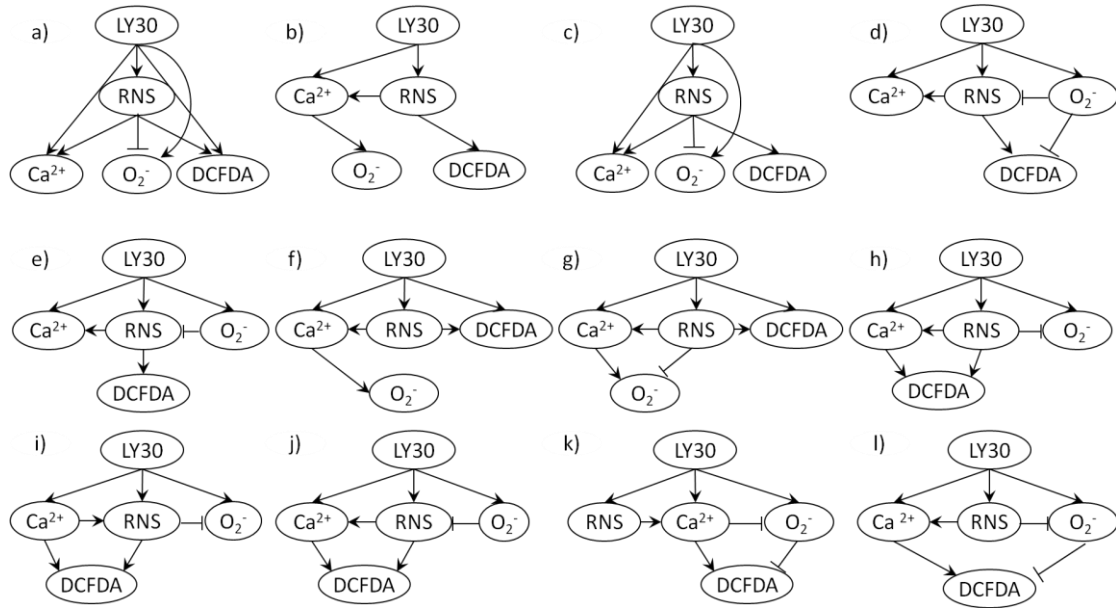 a) LY30
RNS
Ca²⁺ O₂⁻ DCFDA
b) LY30
Ca²⁺ RNS
O₂⁻ DCFDA
c) LY30
RNS
Ca²⁺ O₂⁻ DCFDA
d) LY30
Ca²⁺ RNS O₂⁻
DCFDA
e) LY30
Ca²⁺ RNS O₂⁻
DCFDA
f) LY30
Ca²⁺ RNS DCFDA
O₂⁻
g) LY30
Ca²⁺ RNS DCFDA
O₂⁻
h) LY30
Ca²⁺ RNS O₂⁻
DCFDA
i) LY30
Ca²⁺ RNS O₂⁻
DCFDA
j) LY30
Ca²⁺ RNS O₂⁻
DCFDA
k) LY30
RNS Ca²⁺ O₂⁻
DCFDA
l) LY30
Ca ²⁺ RNS O₂⁻
DCFDA